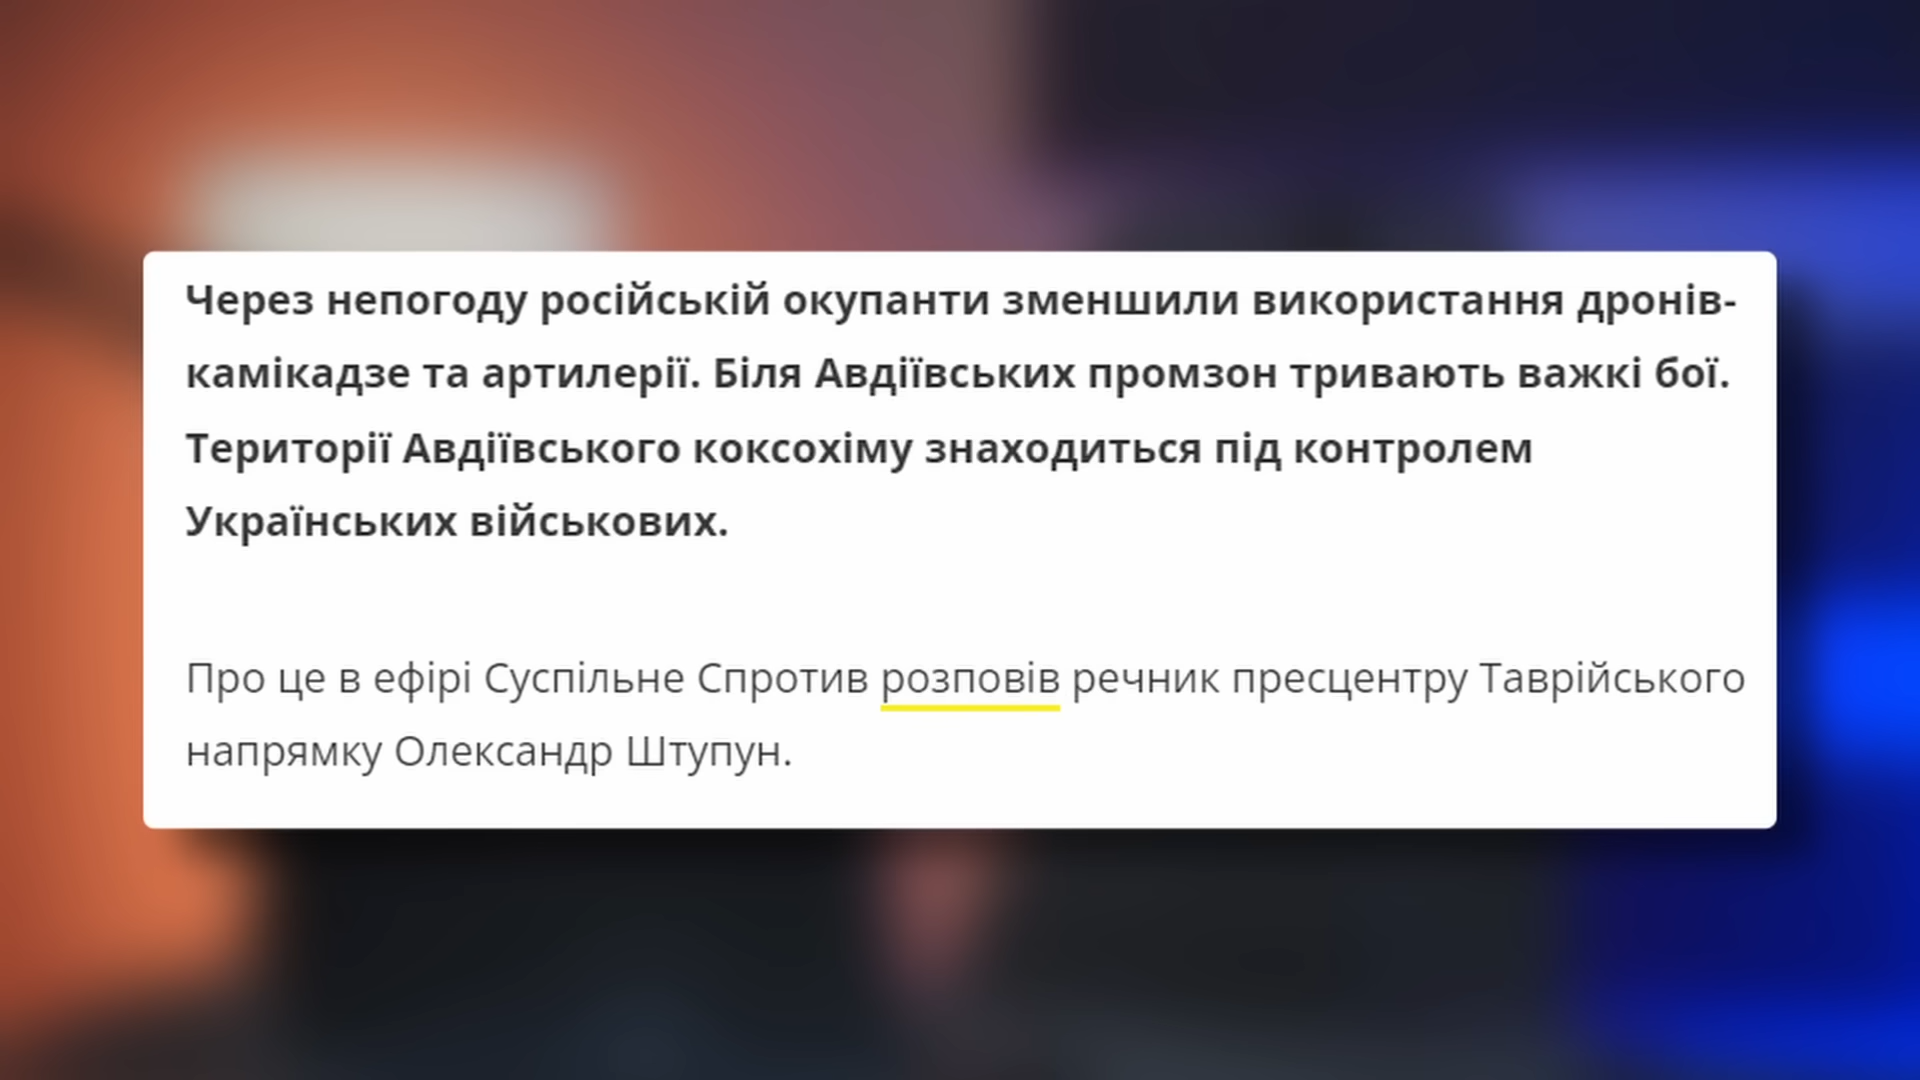 Через непогоду російській окупанти зменшили використання дронів-
камікадзе та артилерії. Біля Авдіївських промзон тривають важкі бої.
Території Авдіївського коксохіму знаходиться під контролем
Українських військових.
Про це в ефірі Суспільне Спротив розповів речник пресцентру Таврійського
напрямку Олександр Штупун.